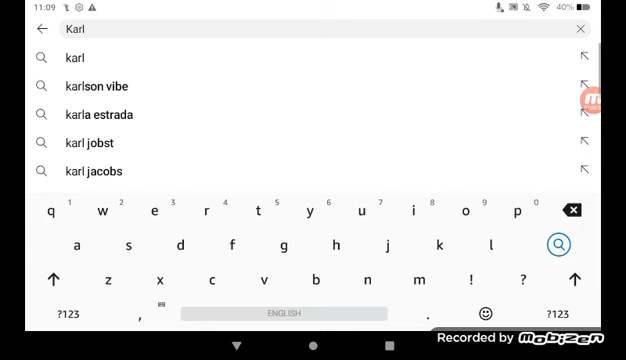 11:09 40%
Karl
karl
karlson vibe
karla estrada
karl jobst
karl jacobs
1 2 3 4 5 6 7 8 9 0
q w e r t y u i o p
a s d f g h j k l
z x c v b n m ! ?
?123 , ENGLISH . ?123
Recorded by mobizen